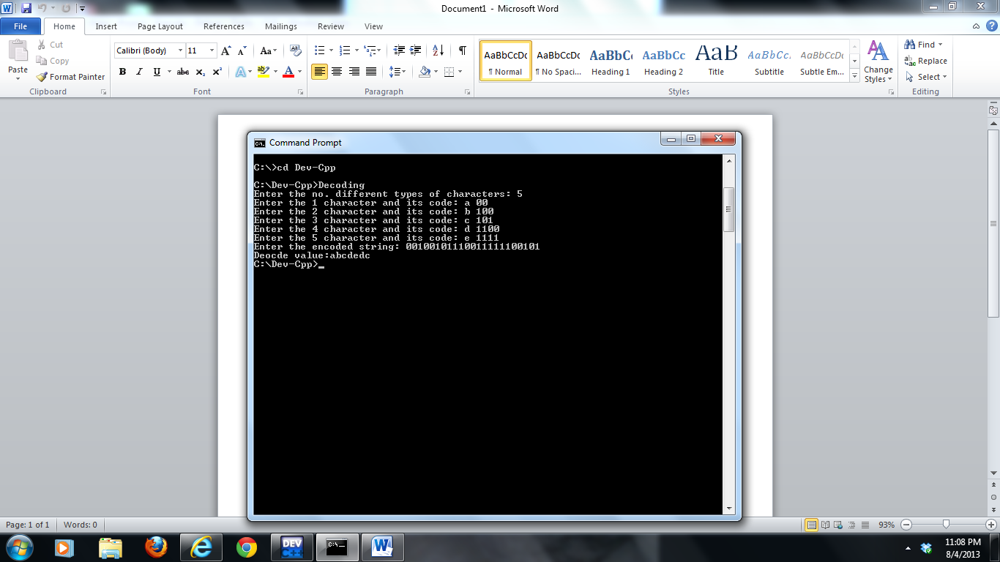 Document1 - Microsoft Word
File Home Insert Page Layout References Mailings Review View
Paste
Cut
Copy
Format Painter
Clipboard
Calibri (Body) 11
Font
Paragraph
AaBbCcDc AaBbCcDc AaBbCc AaBbCc AaB AaBbCc. AaBbCcDc
¶ Normal ¶ No Spaci... Heading 1 Heading 2 Title Subtitle Subtle Em...
Styles
Change Styles
Find
Replace
Select
Editing
Command Prompt
C:\>cd Dev-Cpp
C:\Dev-Cpp>Decoding
Enter the no. different types of characters: 5
Enter the 1 character and its code: a 00
Enter the 2 character and its code: b 100
Enter the 3 character and its code: c 101
Enter the 4 character and its code: d 1100
Enter the 5 character and its code: e 1111
Enter the encoded string: 00100101110011111100101
Deocde value:abcdedc
C:\Dev-Cpp>_
Page: 1 of 1 Words: 0 93%
DEV C++
11:08 PM
8/4/2013